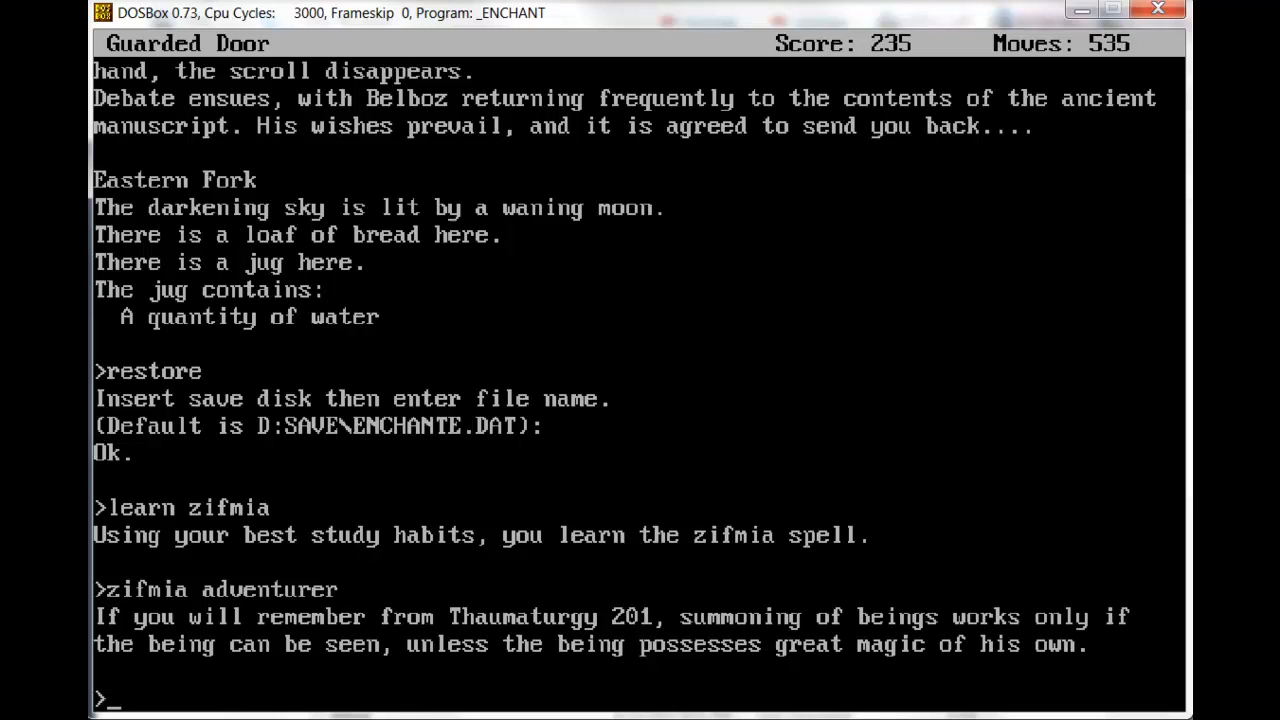 DOSBox 0.73, Cpu Cycles: 3000, Frameskip 0, Program: _ENCHANT
Guarded Door Score: 235 Moves: 535
hand, the scroll disappears.
Debate ensues, with Belboz returning frequently to the contents of the ancient
manuscript. His wishes prevail, and it is agreed to send you back....
Eastern Fork
The darkening sky is lit by a waning moon.
There is a loaf of bread here.
There is a jug here.
The jug contains:
A quantity of water
>restore
Insert save disk then enter file name.
(Default is D:SAVE\ENCHANTE.DAT):
Ok.
>learn zifmia
Using your best study habits, you learn the zifmia spell.
>zifmia adventurer
If you will remember from Thaumaturgy 201, summoning of beings works only if
the being can be seen, unless the being possesses great magic of his own.
>_